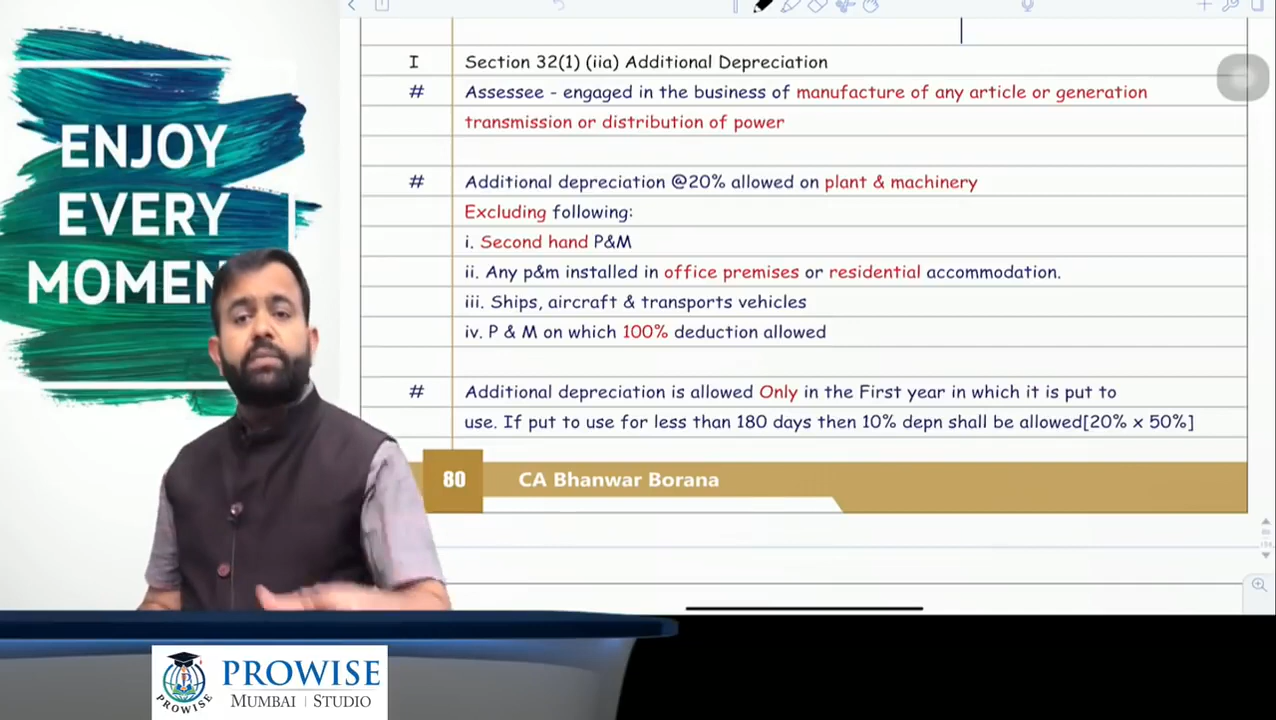 ENJOY
EVERY
MOMEN
I Section 32(1) (iia) Additional Depreciation
# Assessee - engaged in the business of manufacture of any article or generation
transmission or distribution of power
# Additional depreciation @20% allowed on plant & machinery
Excluding following:
i. Second hand P&M
ii. Any p&m installed in office premises or residential accommodation.
iii. Ships, aircraft & transports vehicles
iv. P & M on which 100% deduction allowed
# Additional depreciation is allowed Only in the First year in which it is put to
use. If put to use for less than 180 days then 10% depn shall be allowed[20% x 50%]
80 CA Bhanwar Borana
PROWISE
PROWISE
MUMBAI | STUDIO